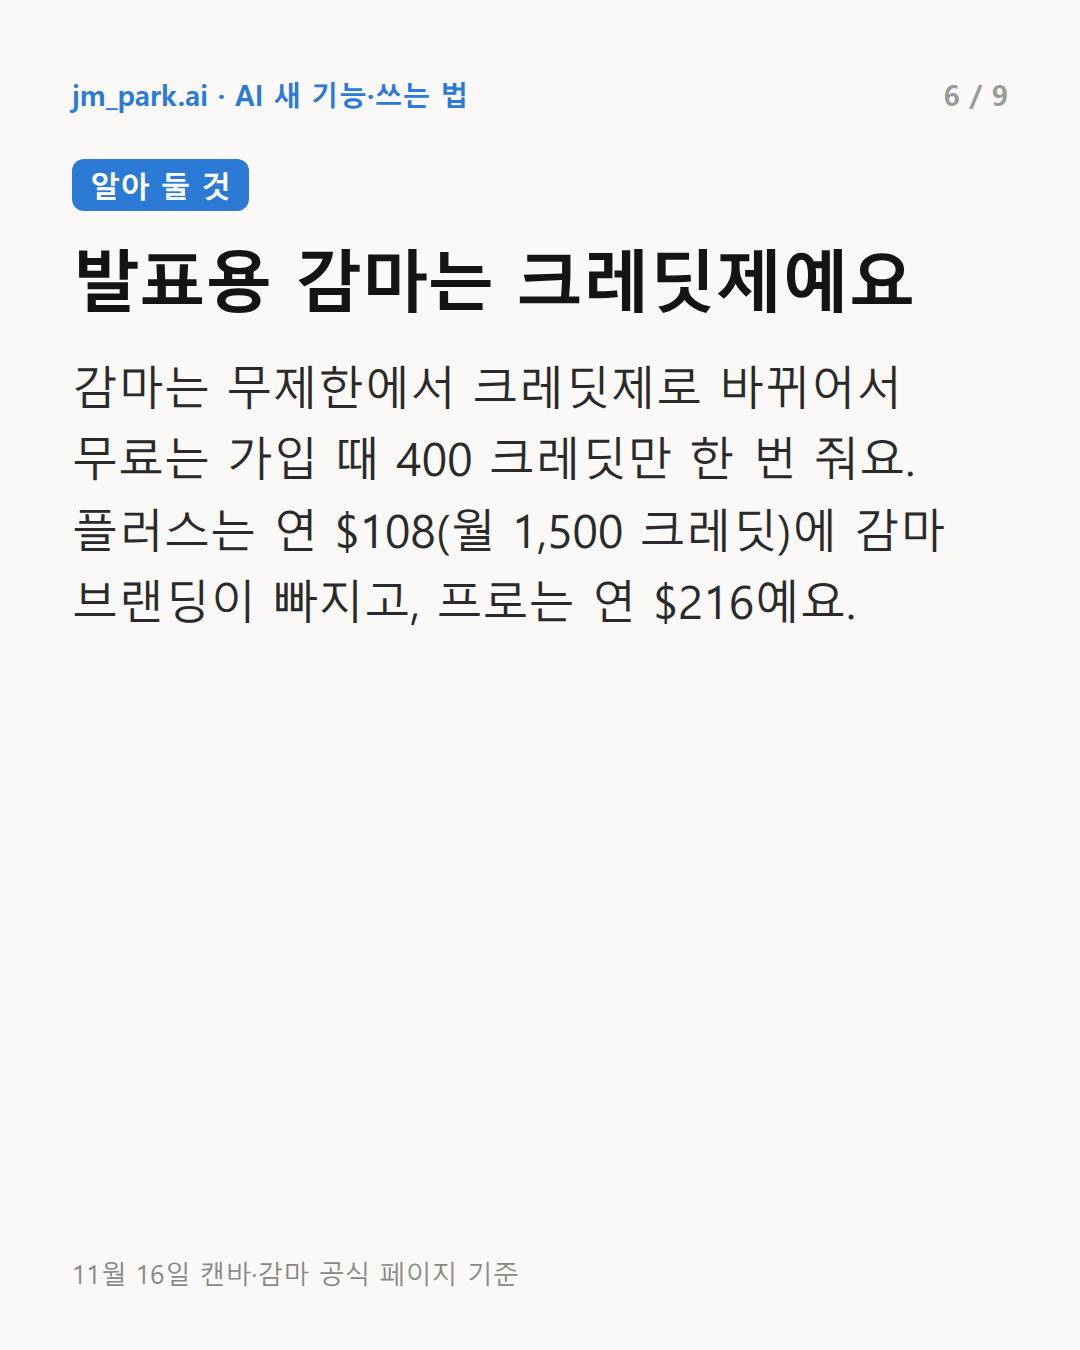 jm_park.ai · AI 새 기능·쓰는 법
6 / 9
알아 둘 것
발표용 감마는 크레딧제예요
감마는 무제한에서 크레딧제로 바뀌어서
무료는 가입 때 400 크레딧만 한 번 줘요.
플러스는 연 $108(월 1,500 크레딧)에 감마
브랜딩이 빠지고, 프로는 연 $216예요.
11월 16일 캔바·감마 공식 페이지 기준